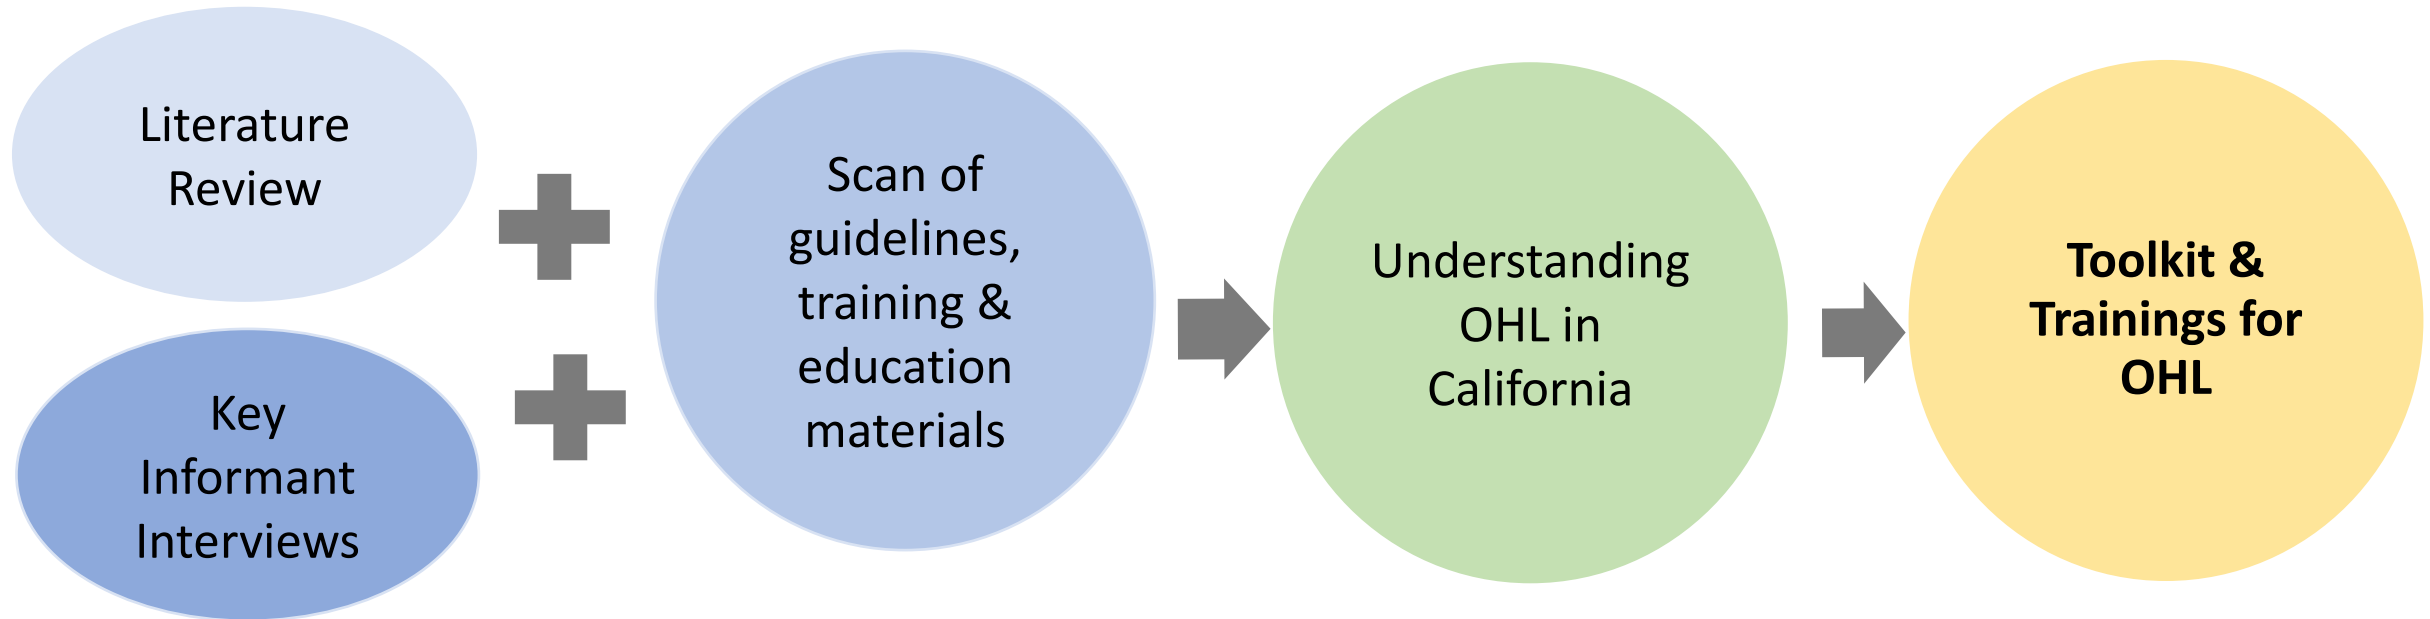 Literature
Review
Key
Informant
Interviews
Scan of
guidelines,
training &
education
materials
Understanding
OHL in
California
Toolkit &
Trainings for
OHL